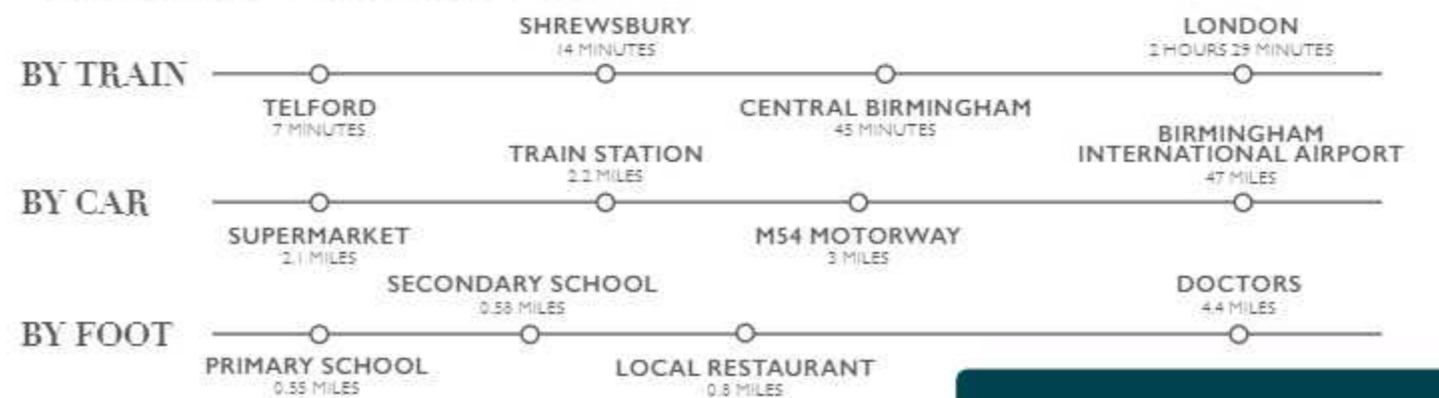 SHREWSBURY
14 MINUTES
LONDON
2 HOURS 29 MINUTES
BY TRAIN
TELFORD
7 MINUTES
CENTRAL BIRMINGHAM
45 MINUTES
TRAIN STATION
2.2 MILES
BIRMINGHAM
INTERNATIONAL AIRPORT
47 MILES
BY CAR
SUPERMARKET
2.1 MILES
M54 MOTORWAY
3 MILES
SECONDARY SCHOOL
0.58 MILES
DOCTORS
4.4 MILES
BY FOOT
PRIMARY SCHOOL
0.55 MILES
LOCAL RESTAURANT
0.8 MILES